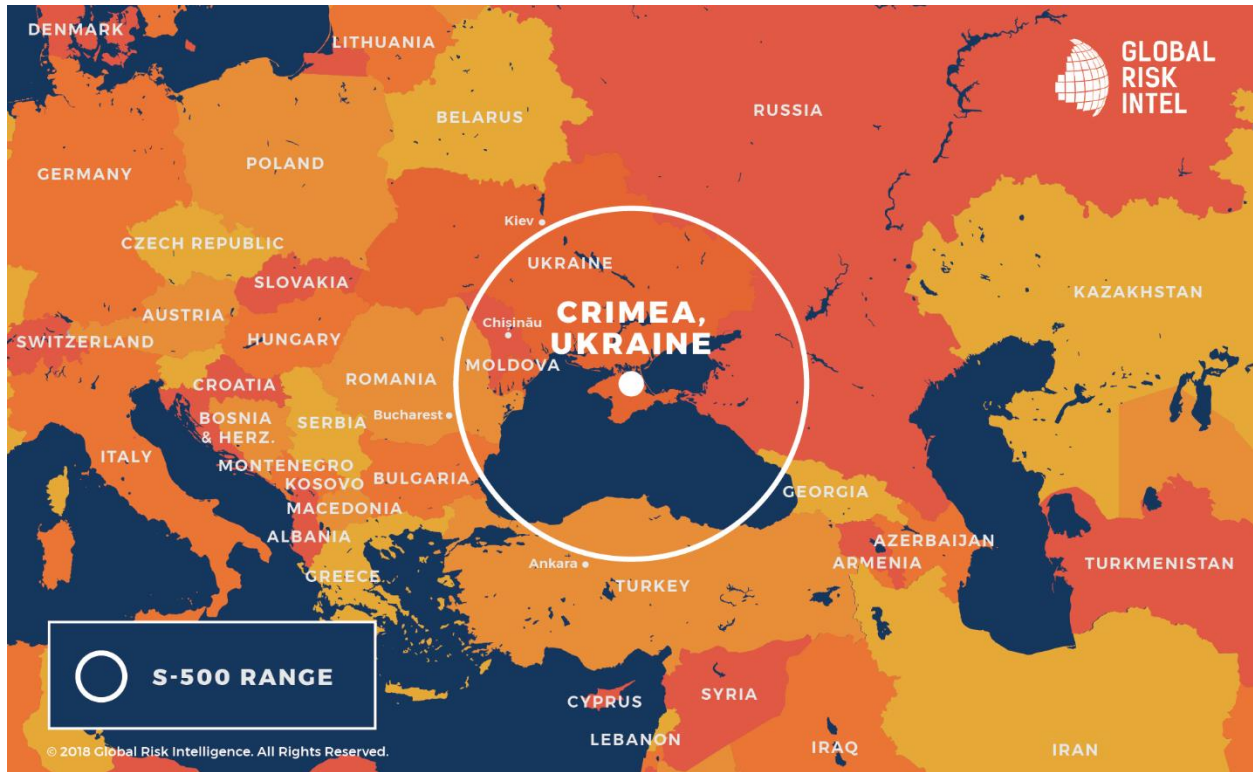 DENMARK
LITHUANIA
GLOBAL
RISK
INTEL
RUSSIA
BELARUS
POLAND
GERMANY
Kiev
CZECH REPUBLIC
UKRAINE
SLOVAKIA
KAZAKHSTAN
CRIMEA,
UKRAINE
AUSTRIA
Chișinău
SWITZERLAND
HUNGARY
MOLDOVA
ROMANIA
CROATIA
Bucharest
BOSNIA
& HERZ.
SERBIA
ITALY
MONTENEGRO
KOSOVO
BULGARIA
GEORGIA
MACEDONIA
ALBANIA
AZERBAIJAN
ARMENIA
Ankara
TURKMENISTAN
GREECE
TURKEY
S-500 RANGE
SYRIA
CYPRUS
LEBANON
IRAQ
IRAN
© 2018 Global Risk Intelligence. All Rights Reserved.